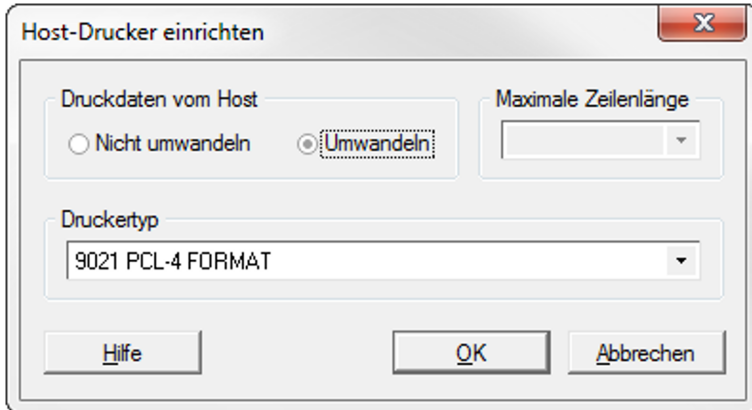 Host-Drucker einrichten
Druckdaten vom Host
Maximale Zeilenlänge
Nicht umwandeln
Umwandeln
Druckertyp
9021 PCL-4 FORMAT
Hilfe
OK
Abbrechen